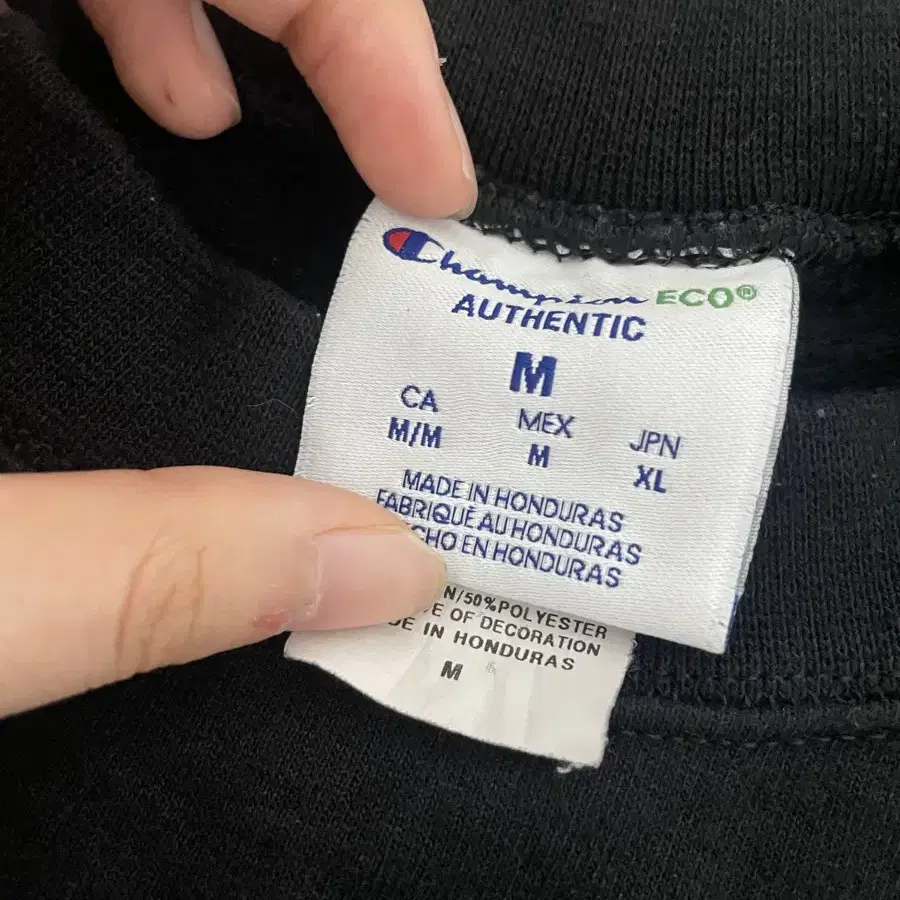 Champion ECO®
AUTHENTIC
M
CA MEX JPN
M/M M XL
MADE IN HONDURAS
FABRIQUÉ AU HONDURAS
CHO EN HONDURAS
N/50%POLYESTER
E OF DECORATION
DE IN HONDURAS
M